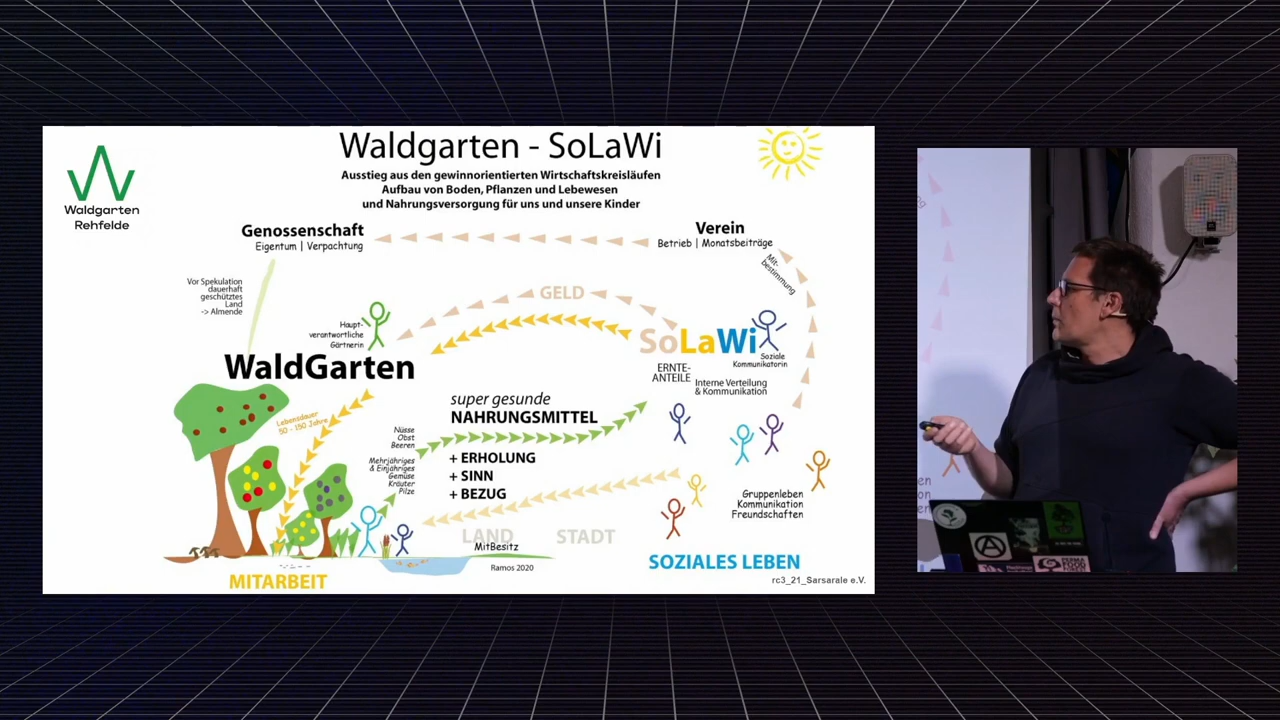 Waldgarten - SoLaWi
Ausstieg aus den gewinnorientierten Wirtschaftskreisläufen
Aufbau von Boden, Pflanzen und Lebewesen
und Nahrungsversorgung für uns und unsere Kinder
Waldgarten
Rehfelde
Genossenschaft
Eigentum | Verpachtung
Verein
Betrieb | Monatsbeiträge
Mit-
bestimmung
Vor Spekulation
dauerhaft
geschütztes
Land
-> Almende
GELD
Haupt-
verantwortliche
Gärtnerin
SoLaWi
Soziale
Kommunikatorin
WaldGarten
ERNTE-
ANTEILE
Interne Verteilung
& Kommunikation
Lebensdauer
50 - 150 Jahre
super gesunde
NAHRUNGSMITTEL
Nüsse
Obst
Beeren
Mehrjähriges
& Einjähriges
Gemüse
Kräuter
Pilze
+ ERHOLUNG
+ SINN
+ BEZUG
Gruppenleben
Kommunikation
Freundschaften
LAND
STADT
MitBesitz
Ramos 2020
SOZIALES LEBEN
MITARBEIT
rc3_21_Sarsarale e.V.